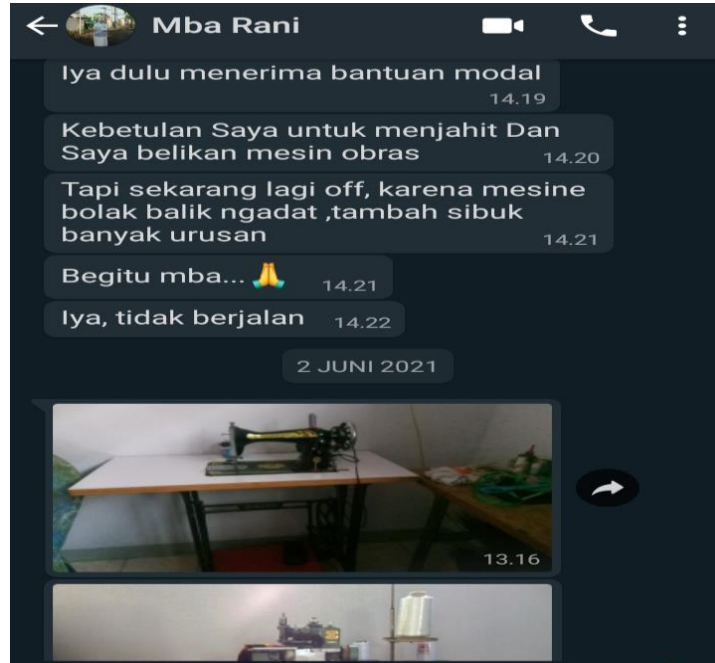 Mba Rani
Iya dulu menerima bantuan modal
14.19
Kebetulan Saya untuk menjahit Dan
Saya belikan mesin obras 14.20
Tapi sekarang lagi off, karena mesine
bolak balik ngadat ,tambah sibuk
banyak urusan 14.21
Begitu mba... 🙏 14.21
Iya, tidak berjalan 14.22
2 JUNI 2021
13.16